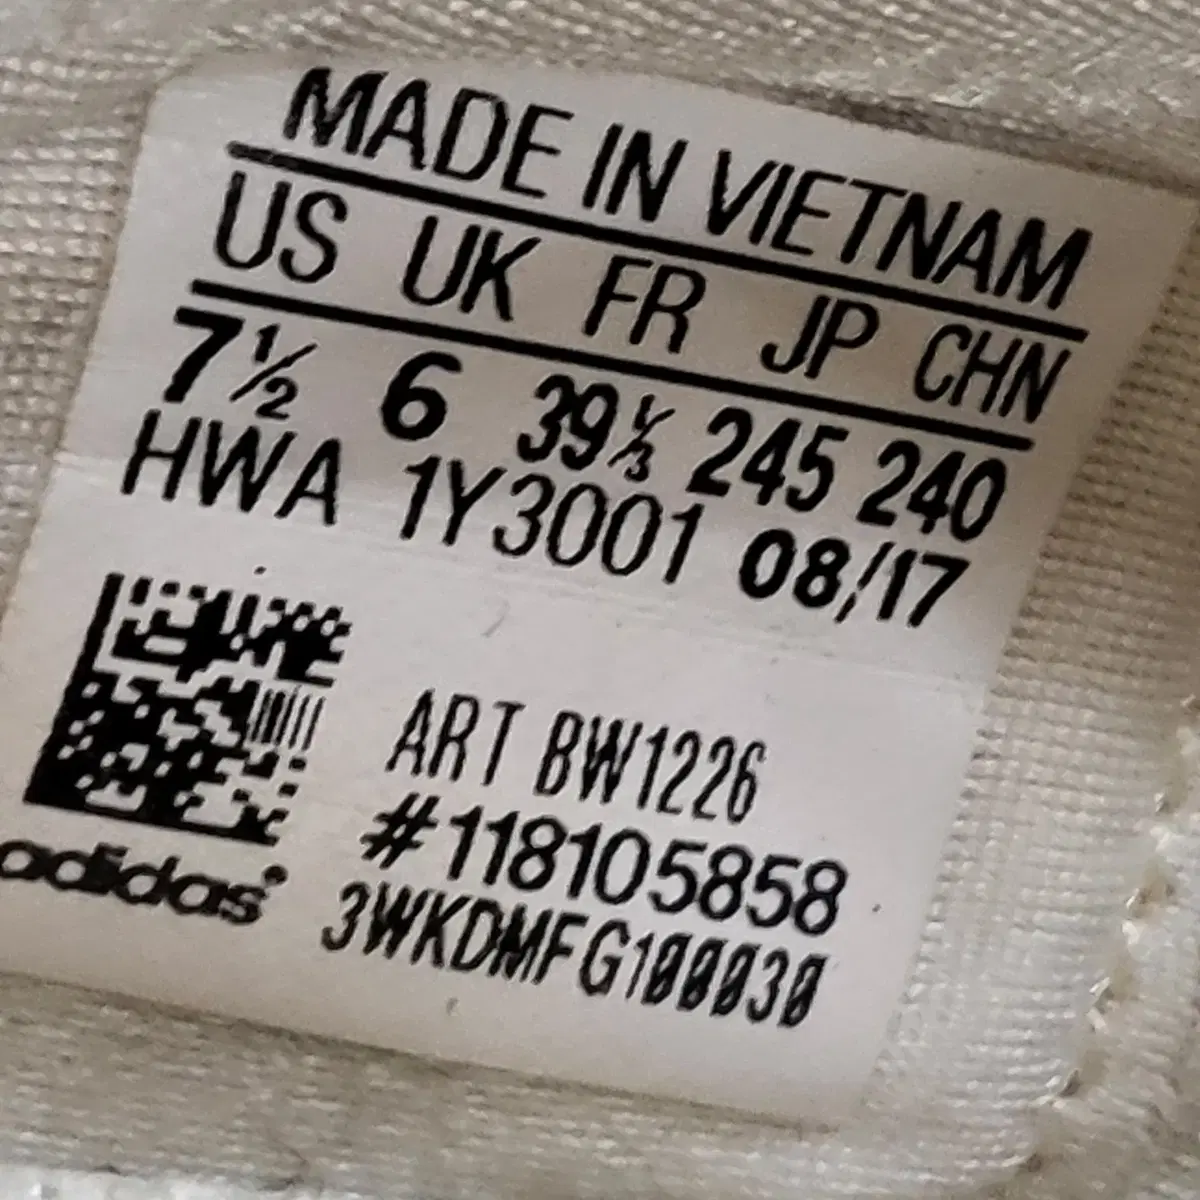 MADE IN VIETNAM
US UK FR JP CHN
7½ 6 39⅓ 245 240
HWA 1Y3001 08/17
ART BW1226
#118105858
adidas
3WKDMFG100030